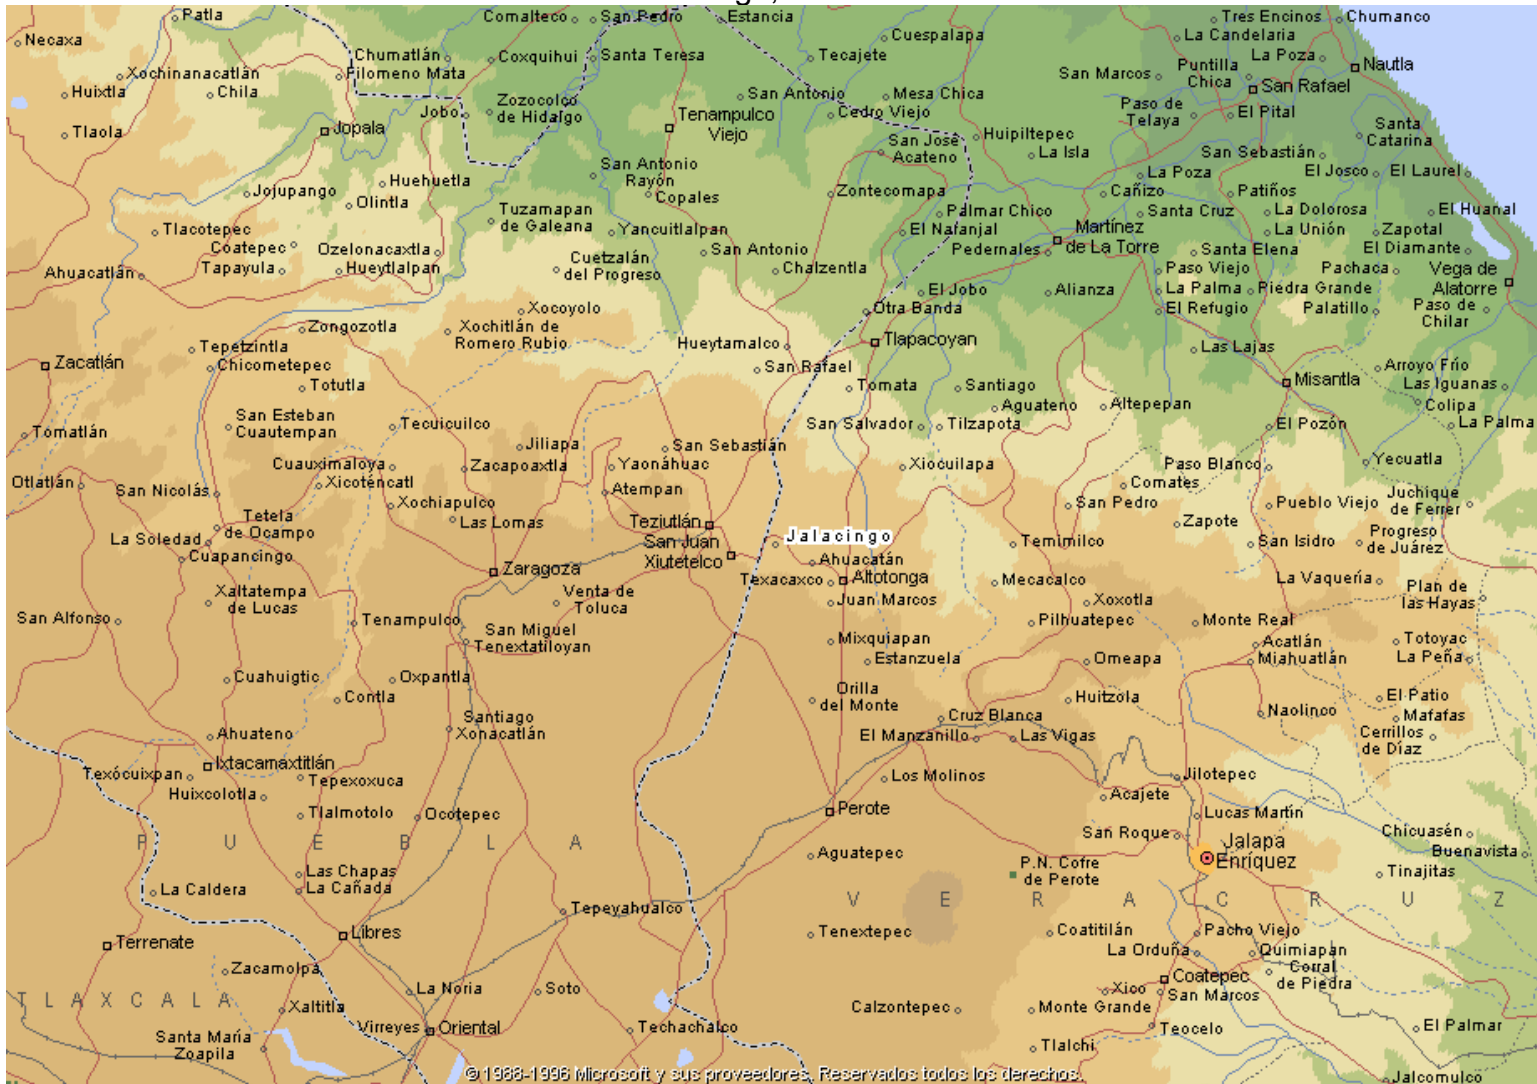 Patla
Comalteco
San Pedro
Estancia
Tres Encinos
Chumanco
Necaxa
Cuespalapa
La Candelaria
Chumatlán
Coxquihui
Santa Teresa
Tecajete
La Poza
Nautla
Xochinanacatlán
Filomeno Mata
San Marcos
Puntilla
Chica
San Rafael
Huixtla
Chila
Zozocolco
de Hidalgo
San Antonio
Mesa Chica
Jobo
Tenampulco
Viejo
Cedro Viejo
Paso de
Telaya
El Pital
Tlaola
Jopala
Huipiltepec
Santa
Catarina
San José
Acateno
La Isla
San Sebastián
San Antonio
Rayón
La Poza
El Josco
El Laurel
Jojupango
Huehuetla
Copales
Zontecomapa
Cañizo
Patiños
Olintla
Tuzamapan
de Galeana
Palmar Chico
Santa Cruz
La Dolorosa
El Huanal
Tlacotepec
Yancuitlalpan
El Naranjal
Martínez
de La Torre
La Unión
Zapotal
Coatepec
Ozelonacaxtla
San Antonio
Pedernales
Santa Elena
El Diamante
Ahuacatlán
Tapayula
Hueytlalpan
Cuetzalán
del Progreso
Chalzentla
Paso Viejo
Pachaca
Vega de
Alatorre
El Jobo
Alianza
La Palma
Piedra Grande
Xocoyolo
Otra Banda
El Refugio
Palatillo
Paso de
Chilar
Zongozotla
Xochitlán de
Romero Rubio
Hueytamalco
Tlapacoyan
Las Lajas
Tepetzintla
Zacatlán
Chicometepec
San Rafael
Arroyo Frío
Totutla
Tomata
Santiago
Misantla
Las Iguanas
Aguateno
Altepepan
Colipa
San Esteban
Cuautempan
Tecuicuilco
San Salvador
Tilzapota
El Pozón
La Palma
Tomatlán
Jiliapa
San Sebastián
Cuauximaloya
Zacapoaxtla
Yaonáhuac
Xiocuilapa
Paso Blanco
Yecuatla
Otlatlán
San Nicolás
Xicoténcatl
Atempan
Comates
Xochiapulco
San Pedro
Pueblo Viejo
Juchique
de Ferrer
Tetela
de Ocampo
Las Lomas
Teziutlán
Zapote
La Soledad
San Juan
Xiutetelco
Jalacingo
Temimilco
San Isidro
Progreso
de Juárez
Cuapancingo
Zaragoza
Ahuacatán
Texacaxco
Altotonga
Mecacalco
La Vaquería
Plan de
las Hayas
Xaltatempa
de Lucas
Venta de
Toluca
Juan Marcos
Xoxotla
San Alfonso
Tenampulco
Pilhuatepec
Monte Real
San Miguel
Tenextatiloyan
Mixquiapan
Acatlán
Totoyac
Estanzuela
Omeapa
Miahuatlán
La Peña
Cuahuigtic
Oxpantla
Contla
Orilla
del Monte
Huitzola
El Patio
Santiago
Xonacatlán
Cruz Blanca
Naolinco
Mafafas
Ahuateno
El Manzanillo
Las Vigas
Cerrillos
de Díaz
Ixtacamaxtitlán
Texócuixpan
Tepexoxuca
Los Molinos
Jilotepec
Huixcolotla
Acajete
Tlalmotolo
Ocotepec
Perote
Lucas Martín
San Roque
Chicuasén
PUEBLA
Jalapa
Enríquez
Buenavista
Aguatepec
P.N. Cofre
de Perote
Las Chapas
Tinajitas
La Caldera
La Cañada
VERACRUZ
Tepeyahualco
Terrenate
Libres
Tenextepec
Coatitilán
Pacho Viejo
La Orduña
Quimiapan
Zacamolpa
Corral
de Piedra
Coatepec
La Noria
Soto
Xico
San Marcos
TLAXCALA
Xaltitla
Calzontepec
Monte Grande
Virreyes
Oriental
Techachalco
Teocelo
El Palmar
Santa María
Zoapila
Tlalchi
Jalcomulco
© 1988-1996 Microsoft y sus proveedores. Reservados todos los derechos.